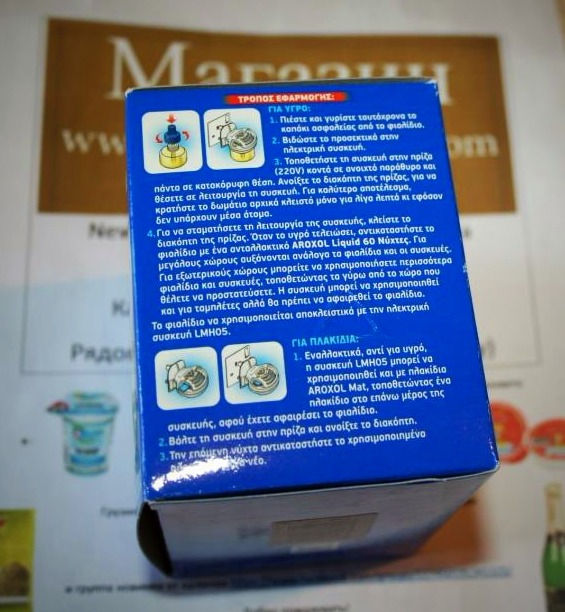 Магазин
www.
om
New
ΤΡΟΠΟΣ ΕΦΑΡΜΟΓΗΣ:
ΓΙΑ ΥΓΡΟ:
1. Πιέστε και γυρίστε ταυτόχρονα το
καπάκι ασφαλείας από το φιαλίδιο.
2. Βιδώστε το προσεκτικά στην
ηλεκτρική συσκευή.
3. Τοποθετήστε τη συσκευή στην πρίζα
(220V) κοντά σε ανοιχτό παράθυρο και
πάντα σε κατακόρυφη θέση. Ανοίξτε το διακόπτη της πρίζας, για να
θέσετε σε λειτουργία τη συσκευή. Για καλύτερο αποτέλεσμα,
κρατήστε το δωμάτιο αρχικά κλειστό μόνο για λίγα λεπτά κι εφόσον
δεν υπάρχουν μέσα άτομα.
4. Για να σταματήσετε τη λειτουργία της συσκευής, κλείστε το
διακόπτη της πρίζας. Όταν το υγρό τελειώσει, αντικαταστήστε το
φιαλίδιο με ένα ανταλλακτικό AROXOL Liquid 60 Νύχτες. Για
μεγάλους χώρους αυξάνονται ανάλογα τα φιαλίδια και οι συσκευές.
Για εξωτερικούς χώρους μπορείτε να χρησιμοποιήσετε περισσότερα
φιαλίδια και συσκευές, τοποθετώντας τα γύρω από το χώρο που
θέλετε να προστατεύσετε. Η συσκευή μπορεί να χρησιμοποιηθεί
και για ταμπλέτες αλλά θα πρέπει να αφαιρεθεί το φιαλίδιο.
Το φιαλίδιο να χρησιμοποιείται αποκλειστικά με την ηλεκτρική
συσκευή LMH05.
ΓΙΑ ΠΛΑΚΙΔΙΑ:
1. Εναλλακτικά, αντί για υγρό,
η συσκευή LMH05 μπορεί να
χρησιμοποιηθεί και με πλακίδιο
AROXOL Mat, τοποθετώντας ένα
πλακίδιο στο επάνω μέρος της
συσκευής, αφού έχετε αφαιρέσει το φιαλίδιο.
2. Βάλτε τη συσκευή στην πρίζα και ανοίξτε το διακόπτη.
3. Την επόμενη νύχτα αντικαταστήστε το χρησιμοποιημένο
νέο.